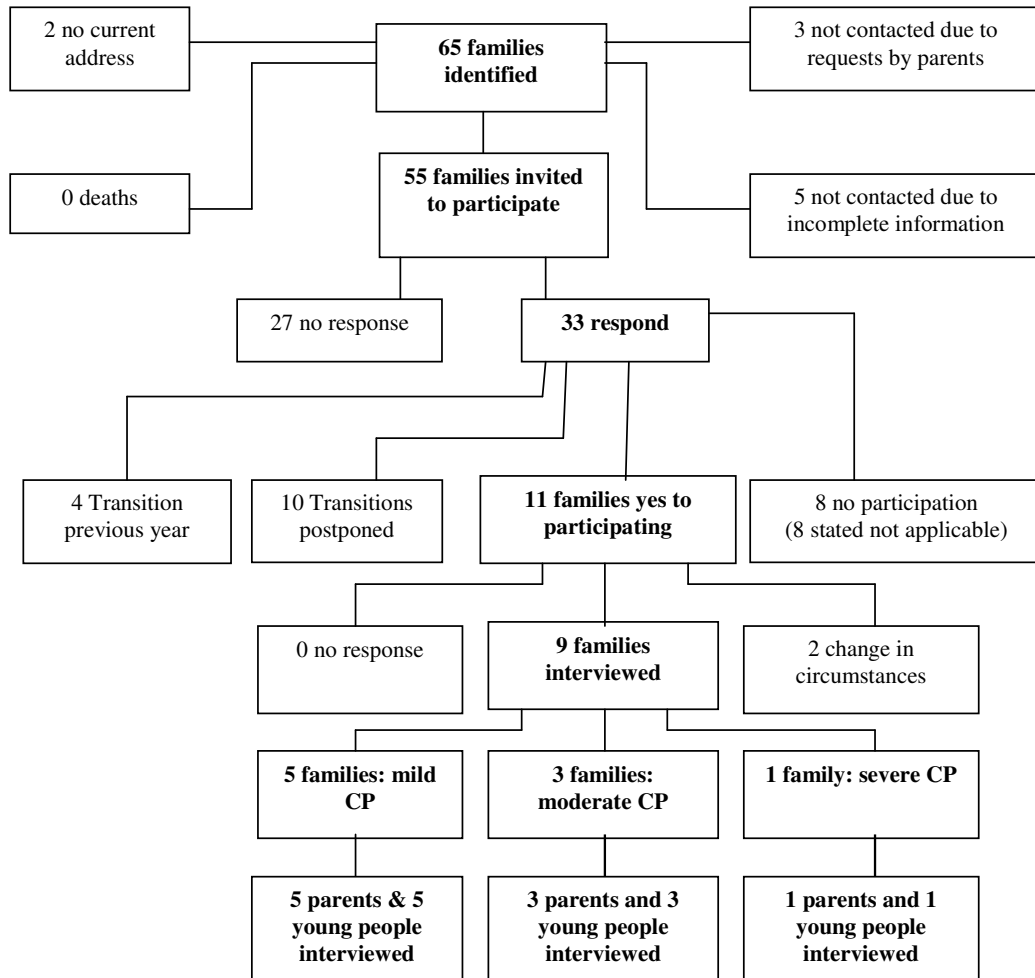 2 no current
address
65 families
identified
3 not contacted due to
requests by parents
0 deaths
55 families invited
to participate
5 not contacted due to
incomplete information
27 no response
33 respond
4 Transition
previous year
10 Transitions
postponed
11 families yes to
participating
8 no participation
(8 stated not applicable)
0 no response
9 families
interviewed
2 change in
circumstances
5 families: mild
CP
3 families:
moderate CP
1 family: severe CP
5 parents & 5
young people
interviewed
3 parents and 3
young people
interviewed
1 parents and 1
young people
interviewed